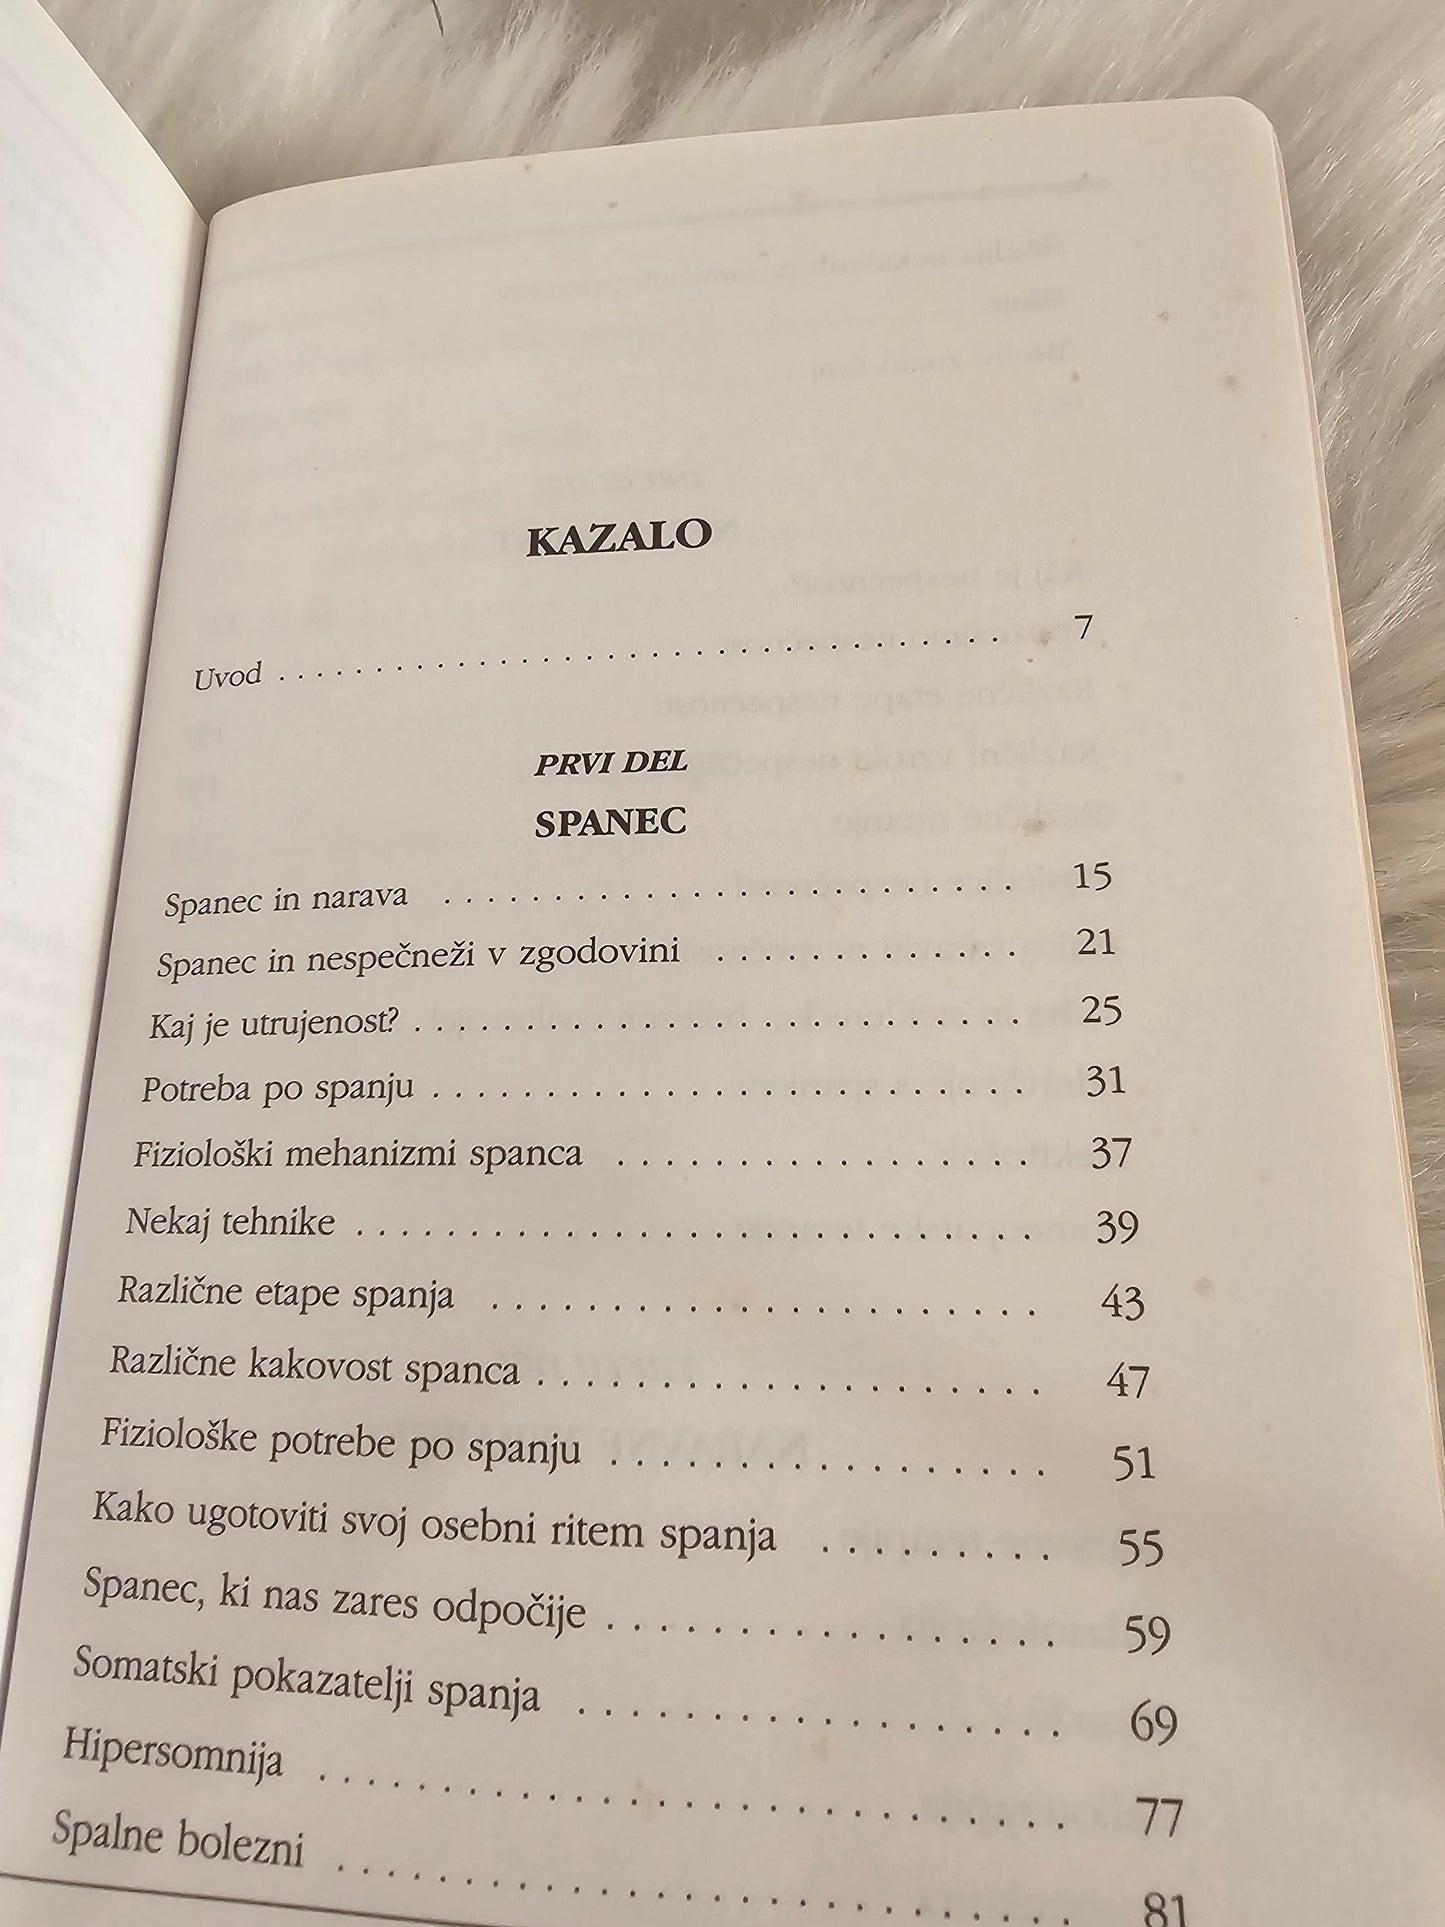 KAZALO
Uvod . . . . . . . . . . . . . . . . . . . . . . . . . . . . . . . . . 7
PRVI DEL
SPANEC
Spanec in narava . . . . . . . . . . . . . . . . . . . . . . . . . . 15
Spanec in nespečneži v zgodovini . . . . . . . . . . . . . 21
Kaj je utrujenost? . . . . . . . . . . . . . . . . . . . . . . . . . . . 25
Potreba po spanju . . . . . . . . . . . . . . . . . . . . . . . . . . 31
Fiziološki mehanizmi spanca . . . . . . . . . . . . . . . . . . 37
Nekaj tehnike . . . . . . . . . . . . . . . . . . . . . . . . . . . . . 39
Različne etape spanja . . . . . . . . . . . . . . . . . . . . . . . 43
Različne kakovost spanca . . . . . . . . . . . . . . . . . . . . . 47
Fiziološke potrebe po spanju . . . . . . . . . . . . . . . . . . 51
Kako ugotoviti svoj osebni ritem spanja . . . . . . . . . 55
Spanec, ki nas zares odpočije . . . . . . . . . . . . . . . . . 59
Somatski pokazatelji spanja . . . . . . . . . . . . . . . . . . 69
Hipersomnija . . . . . . . . . . . . . . . . . . . . . . . . . . . . 77
Spalne bolezni . . . . . . . . . . . . . . . . . . . . . . . . . . . 81